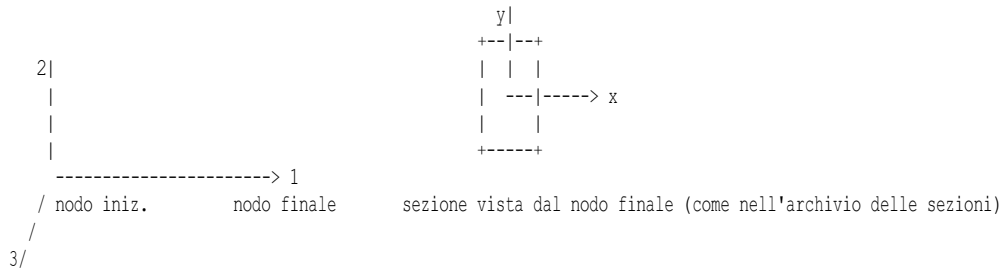 y|
+--|--+
2| | | |
| | ---|-----> x
| | |
| +-----+
-----------------------> 1
/ nodo iniz. nodo finale sezione vista dal nodo finale (come nell'archivio delle sezioni)
/
3/